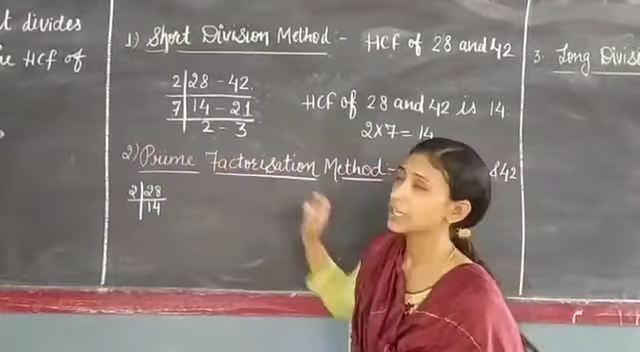 t divides
HCF of
1) Short Division Method:- HCF of 28 and 42
2 | 28 - 42.
7 | 14 - 21
2 - 3
HCF of 28 and 42 is 14.
2×7 = 14
2) Prime Factorisation Method:- &42
2 | 28
14
3. Long Divis